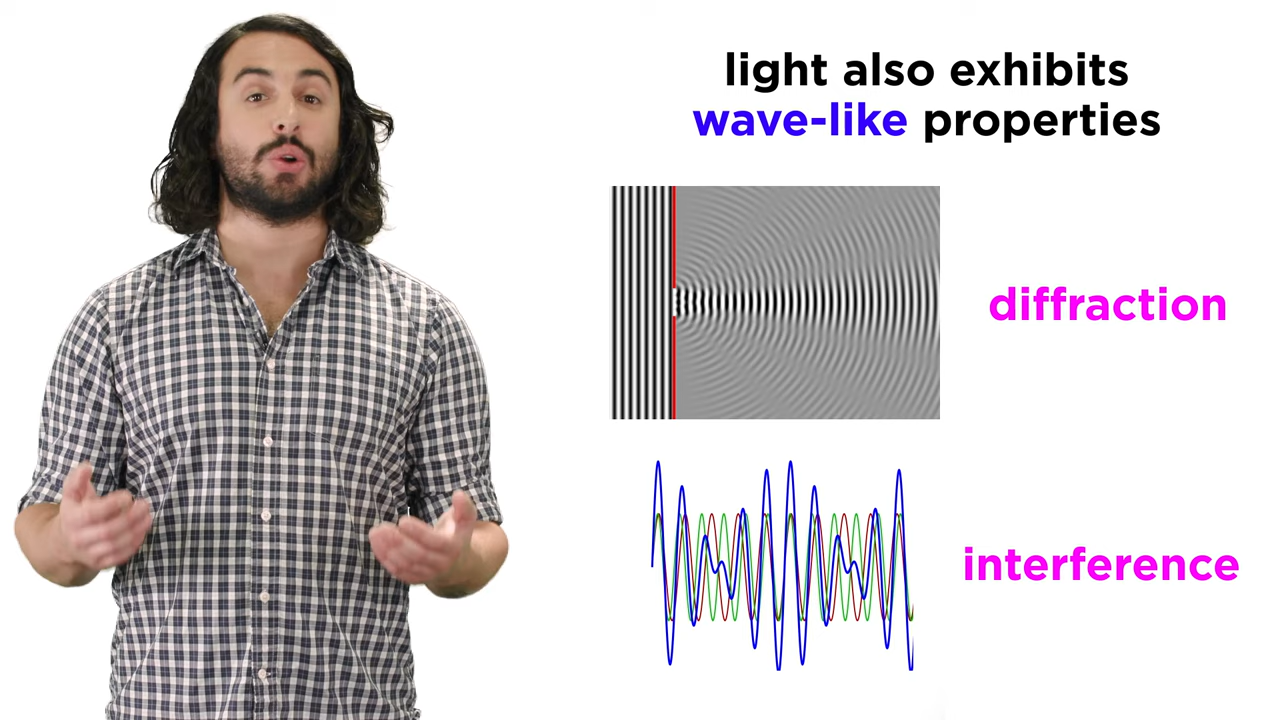 light also exhibits
wave-like properties
diffraction
interference